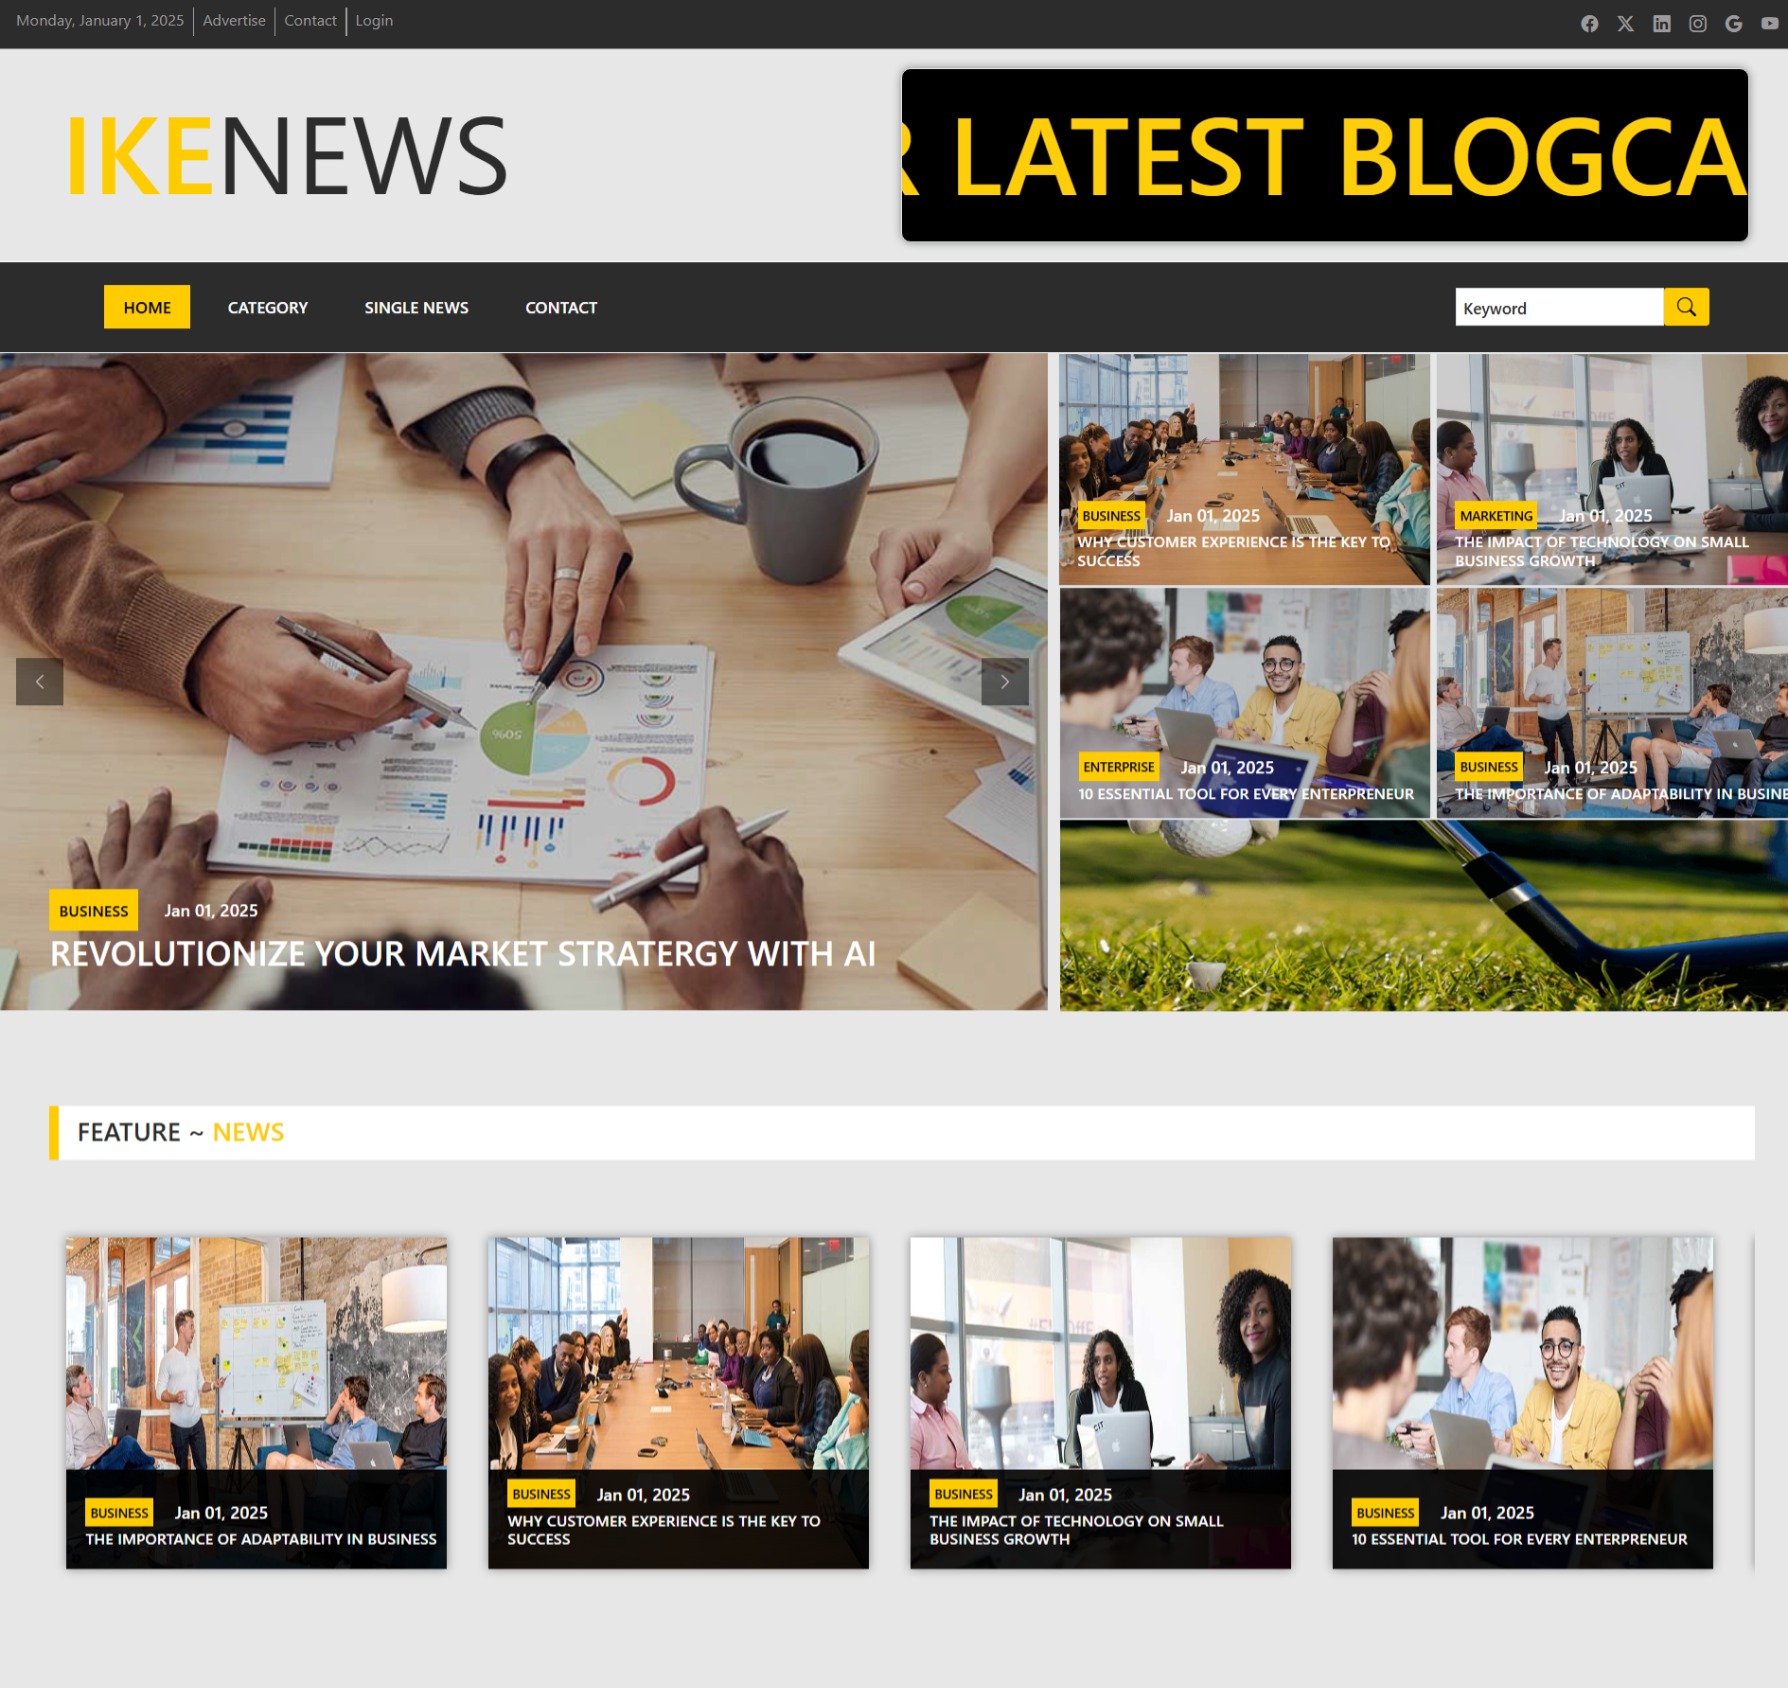 Monday, January 1, 2025 Advertise Contact Login
IKENEWS
LATEST BLOGCA
HOME CATEGORY SINGLE NEWS CONTACT
Keyword
BUSINESS Jan 01, 2025
REVOLUTIONIZE YOUR MARKET STRATERGY WITH AI
BUSINESS Jan 01, 2025
WHY CUSTOMER EXPERIENCE IS THE KEY TO
SUCCESS
MARKETING Jan 01, 2025
THE IMPACT OF TECHNOLOGY ON SMALL
BUSINESS GROWTH
ENTERPRISE Jan 01, 2025
10 ESSENTIAL TOOL FOR EVERY ENTERPRENEUR
BUSINESS Jan 01, 2025
THE IMPORTANCE OF ADAPTABILITY IN BUSINE
FEATURE ~ NEWS
BUSINESS Jan 01, 2025
THE IMPORTANCE OF ADAPTABILITY IN BUSINESS
BUSINESS Jan 01, 2025
WHY CUSTOMER EXPERIENCE IS THE KEY TO
SUCCESS
BUSINESS Jan 01, 2025
THE IMPACT OF TECHNOLOGY ON SMALL
BUSINESS GROWTH
BUSINESS Jan 01, 2025
10 ESSENTIAL TOOL FOR EVERY ENTERPRENEUR